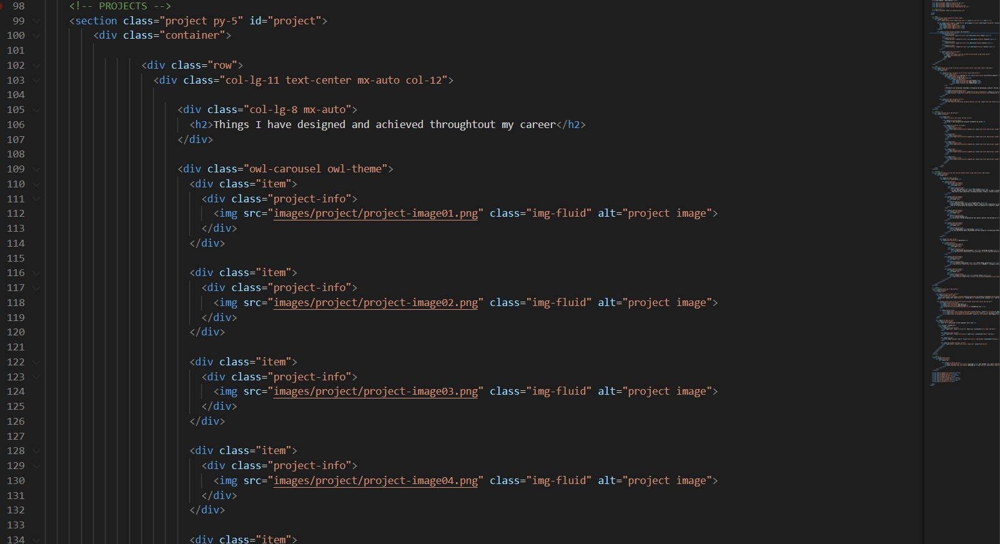 98 <!-- PROJECTS -->
99 <section class="project py-5" id="project">
100 <div class="container">
101
102 <div class="row">
103 <div class="col-lg-11 text-center mx-auto col-12">
104
105 <div class="col-lg-8 mx-auto">
106 <h2>Things I have designed and achieved throughtout my career</h2>
107 </div>
108
109 <div class="owl-carousel owl-theme">
110 <div class="item">
111 <div class="project-info">
112 <img src="images/project/project-image01.png" class="img-fluid" alt="project image">
113 </div>
114 </div>
115
116 <div class="item">
117 <div class="project-info">
118 <img src="images/project/project-image02.png" class="img-fluid" alt="project image">
119 </div>
120 </div>
121
122 <div class="item">
123 <div class="project-info">
124 <img src="images/project/project-image03.png" class="img-fluid" alt="project image">
125 </div>
126 </div>
127
128 <div class="item">
129 <div class="project-info">
130 <img src="images/project/project-image04.png" class="img-fluid" alt="project image">
131 </div>
132 </div>
133
134 <div class="item">